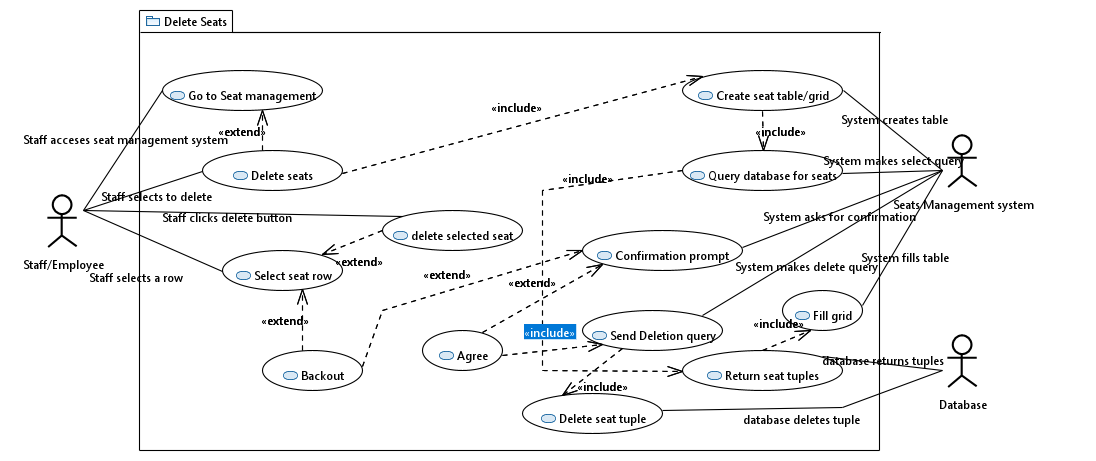 Delete Seats
Go to Seat management
Create seat table/grid
«include»
System creates table
Staff acceses seat management system
«extend»
«include»
System makes select query
Delete seats
«include»
Query database for seats
Staff selects to delete
Seats Management system
Staff clicks delete button
System asks for confirmation
delete selected seat
Confirmation prompt
System fills table
Staff/Employee
«extend»
System makes delete query
Staff selects a row
Select seat row
«extend»
«extend»
Fill grid
«extend»
«include»
«include»
Send Deletion query
Agree
database returns tuples
Backout
Return seat tuples
«include»
Database
Delete seat tuple
database deletes tuple